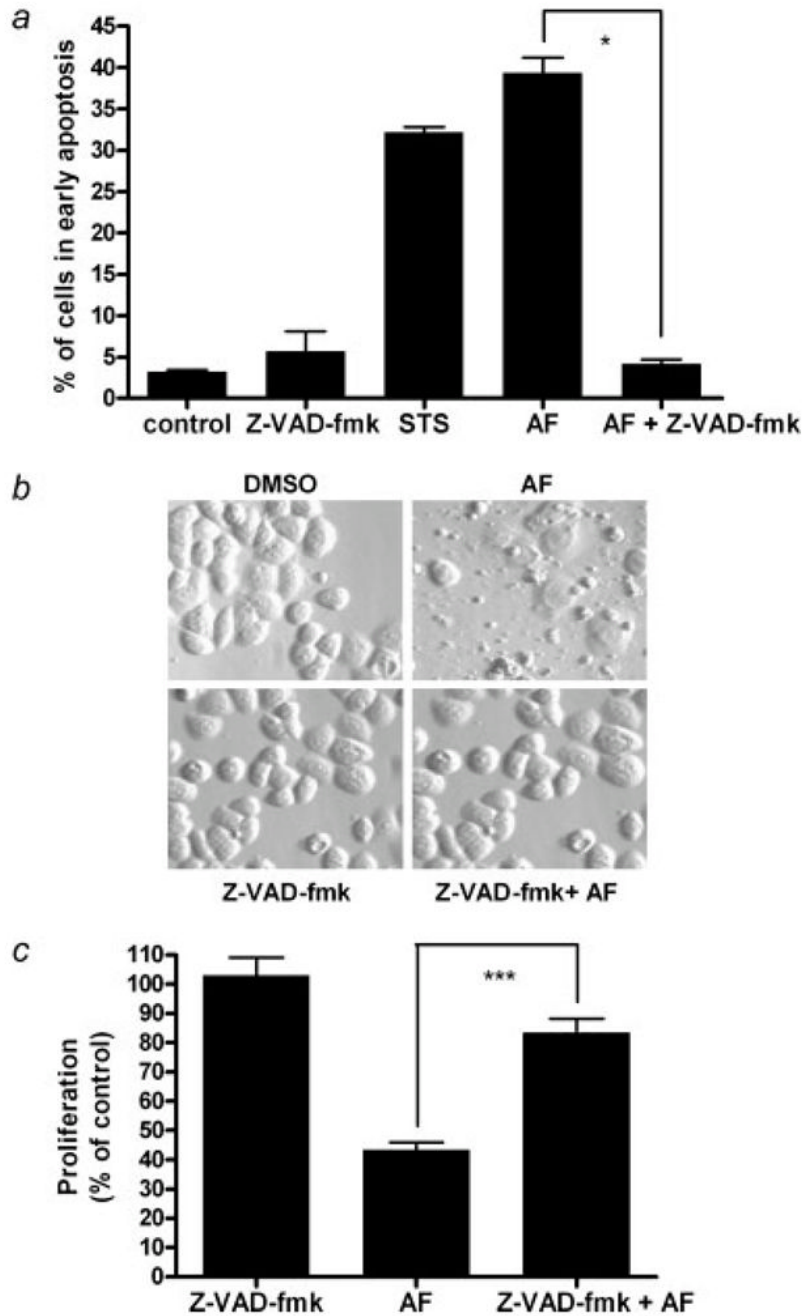 a
% of cells in early apoptosis
45
40
35
30
25
20
15
10
5
0
*
control Z-VAD-fmk STS AF AF + Z-VAD-fmk
b
DMSO AF
Z-VAD-fmk Z-VAD-fmk+ AF
c
Proliferation
(% of control)
110
100
90
80
70
60
50
40
30
20
10
0
***
Z-VAD-fmk AF Z-VAD-fmk + AF